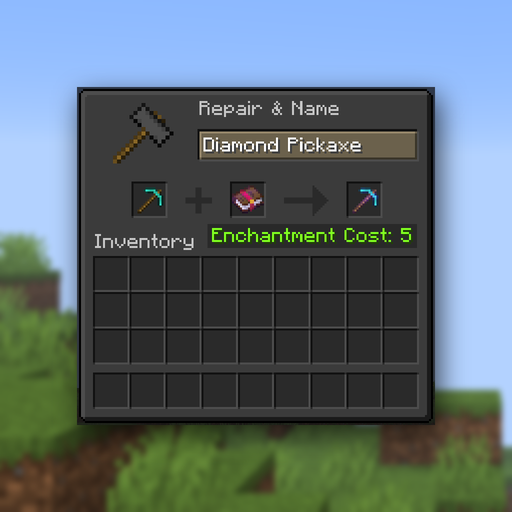 Repair & Name
Diamond Pickaxe
Inventory
Enchantment Cost: 5